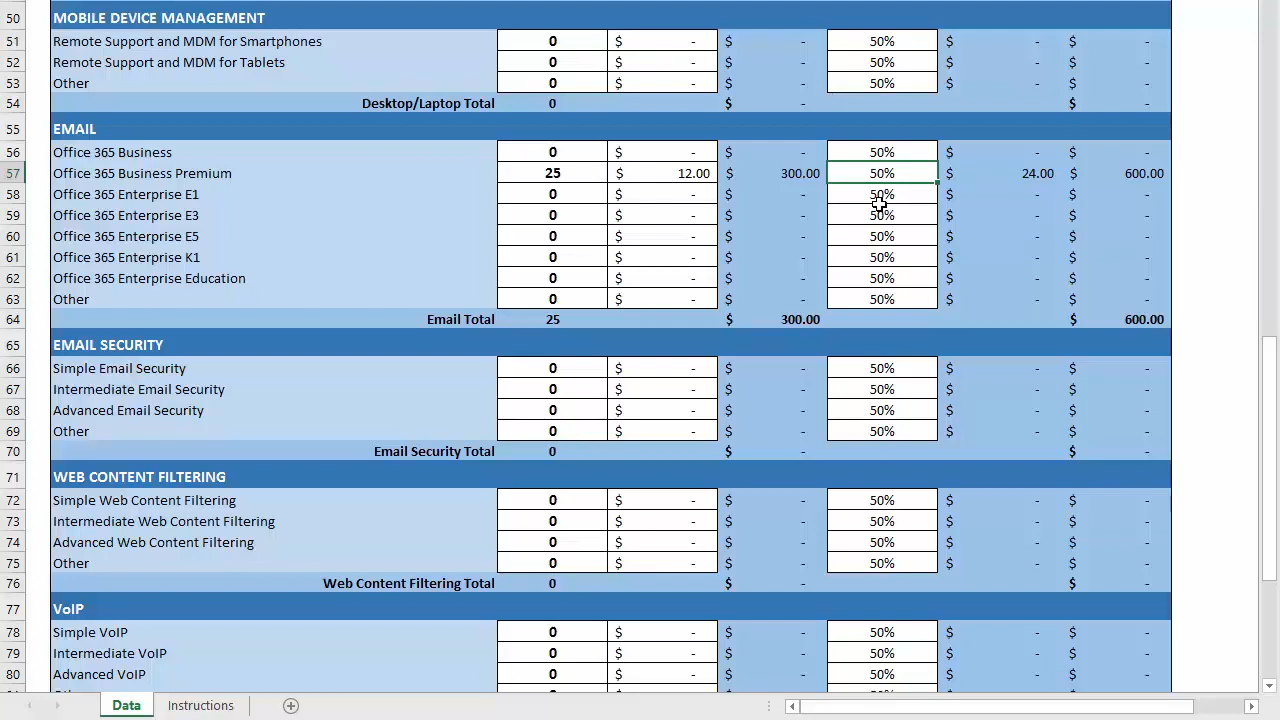 50 MOBILE DEVICE MANAGEMENT
51 Remote Support and MDM for Smartphones 0 $ - $ - 50% $ - $ -
52 Remote Support and MDM for Tablets 0 $ - $ - 50% $ - $ -
53 Other 0 $ - $ - 50% $ - $ -
54 Desktop/Laptop Total 0 $ - $ -
55 EMAIL
56 Office 365 Business 0 $ - $ - 50% $ - $ -
57 Office 365 Business Premium 25 $ 12.00 $ 300.00 50% $ 24.00 $ 600.00
58 Office 365 Enterprise E1 0 $ - $ - 50% $ - $ -
59 Office 365 Enterprise E3 0 $ - $ - 50% $ - $ -
60 Office 365 Enterprise E5 0 $ - $ - 50% $ - $ -
61 Office 365 Enterprise K1 0 $ - $ - 50% $ - $ -
62 Office 365 Enterprise Education 0 $ - $ - 50% $ - $ -
63 Other 0 $ - $ - 50% $ - $ -
64 Email Total 25 $ 300.00 $ 600.00
65 EMAIL SECURITY
66 Simple Email Security 0 $ - $ - 50% $ - $ -
67 Intermediate Email Security 0 $ - $ - 50% $ - $ -
68 Advanced Email Security 0 $ - $ - 50% $ - $ -
69 Other 0 $ - $ - 50% $ - $ -
70 Email Security Total 0 $ - $ -
71 WEB CONTENT FILTERING
72 Simple Web Content Filtering 0 $ - $ - 50% $ - $ -
73 Intermediate Web Content Filtering 0 $ - $ - 50% $ - $ -
74 Advanced Web Content Filtering 0 $ - $ - 50% $ - $ -
75 Other 0 $ - $ - 50% $ - $ -
76 Web Content Filtering Total 0 $ - $ -
77 VoIP
78 Simple VoIP 0 $ - $ - 50% $ - $ -
79 Intermediate VoIP 0 $ - $ - 50% $ - $ -
80 Advanced VoIP 0 $ - $ - 50% $ - $ -
Data Instructions